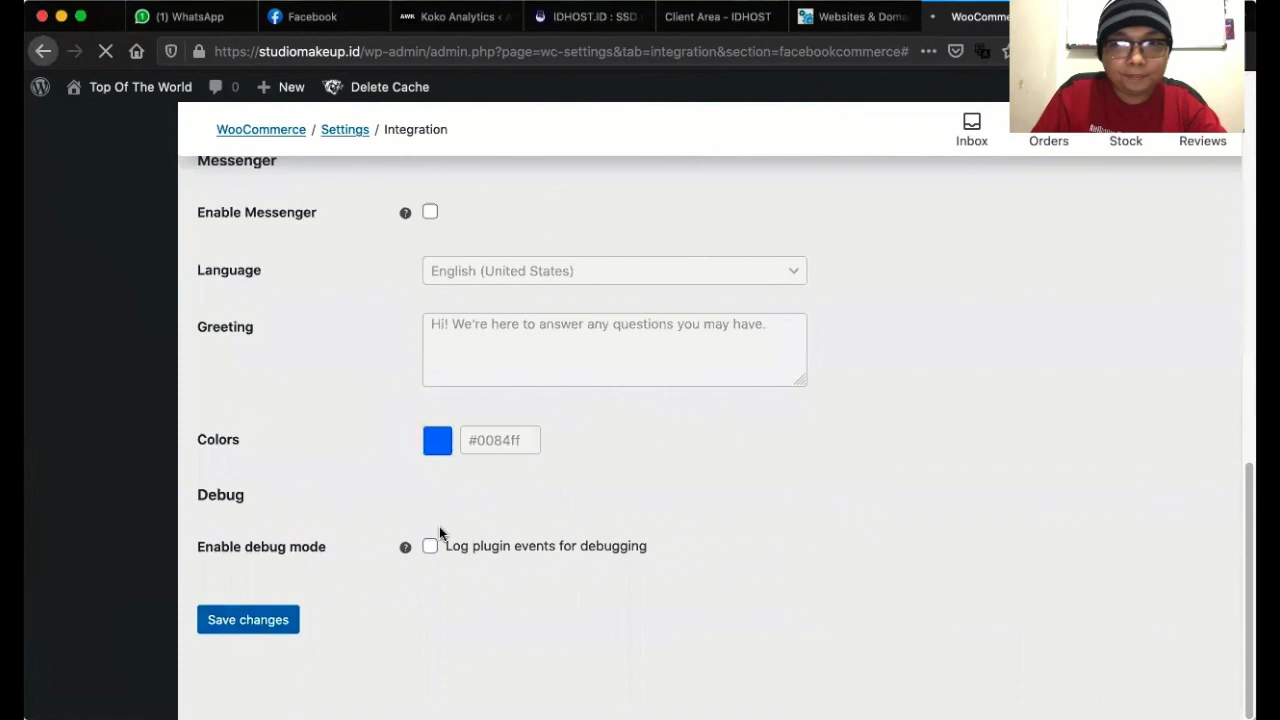 (1) WhatsApp
Facebook
AWK Koko Analytics ‹
IDHOST.ID : SSD
Client Area - IDHOST
Websites & Doma
WooComme
https://studiomakeup.id/wp-admin/admin.php?page=wc-settings&tab=integration&section=facebookcommerce#
Top Of The World
0
New
Delete Cache
WooCommerce / Settings / Integration
Inbox
Orders
Stock
Reviews
Messenger
Enable Messenger
Language
English (United States)
Greeting
Hi! We're here to answer any questions you may have.
Colors
#0084ff
Debug
Enable debug mode
Log plugin events for debugging
Save changes